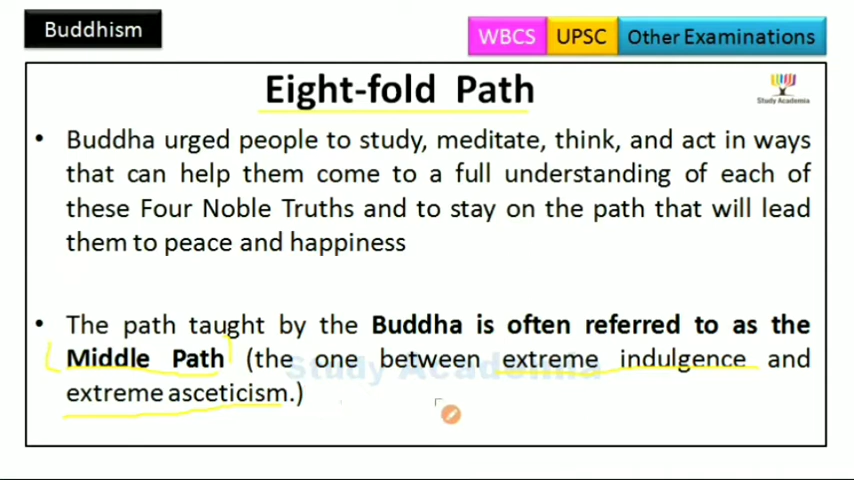 Buddhism
WBCS UPSC Other Examinations
Eight-fold Path
Study Academia
• Buddha urged people to study, meditate, think, and act in ways
that can help them come to a full understanding of each of
these Four Noble Truths and to stay on the path that will lead
them to peace and happiness
• The path taught by the Buddha is often referred to as the
Middle Path (the one between extreme indulgence and
Study Academia
extreme asceticism.)